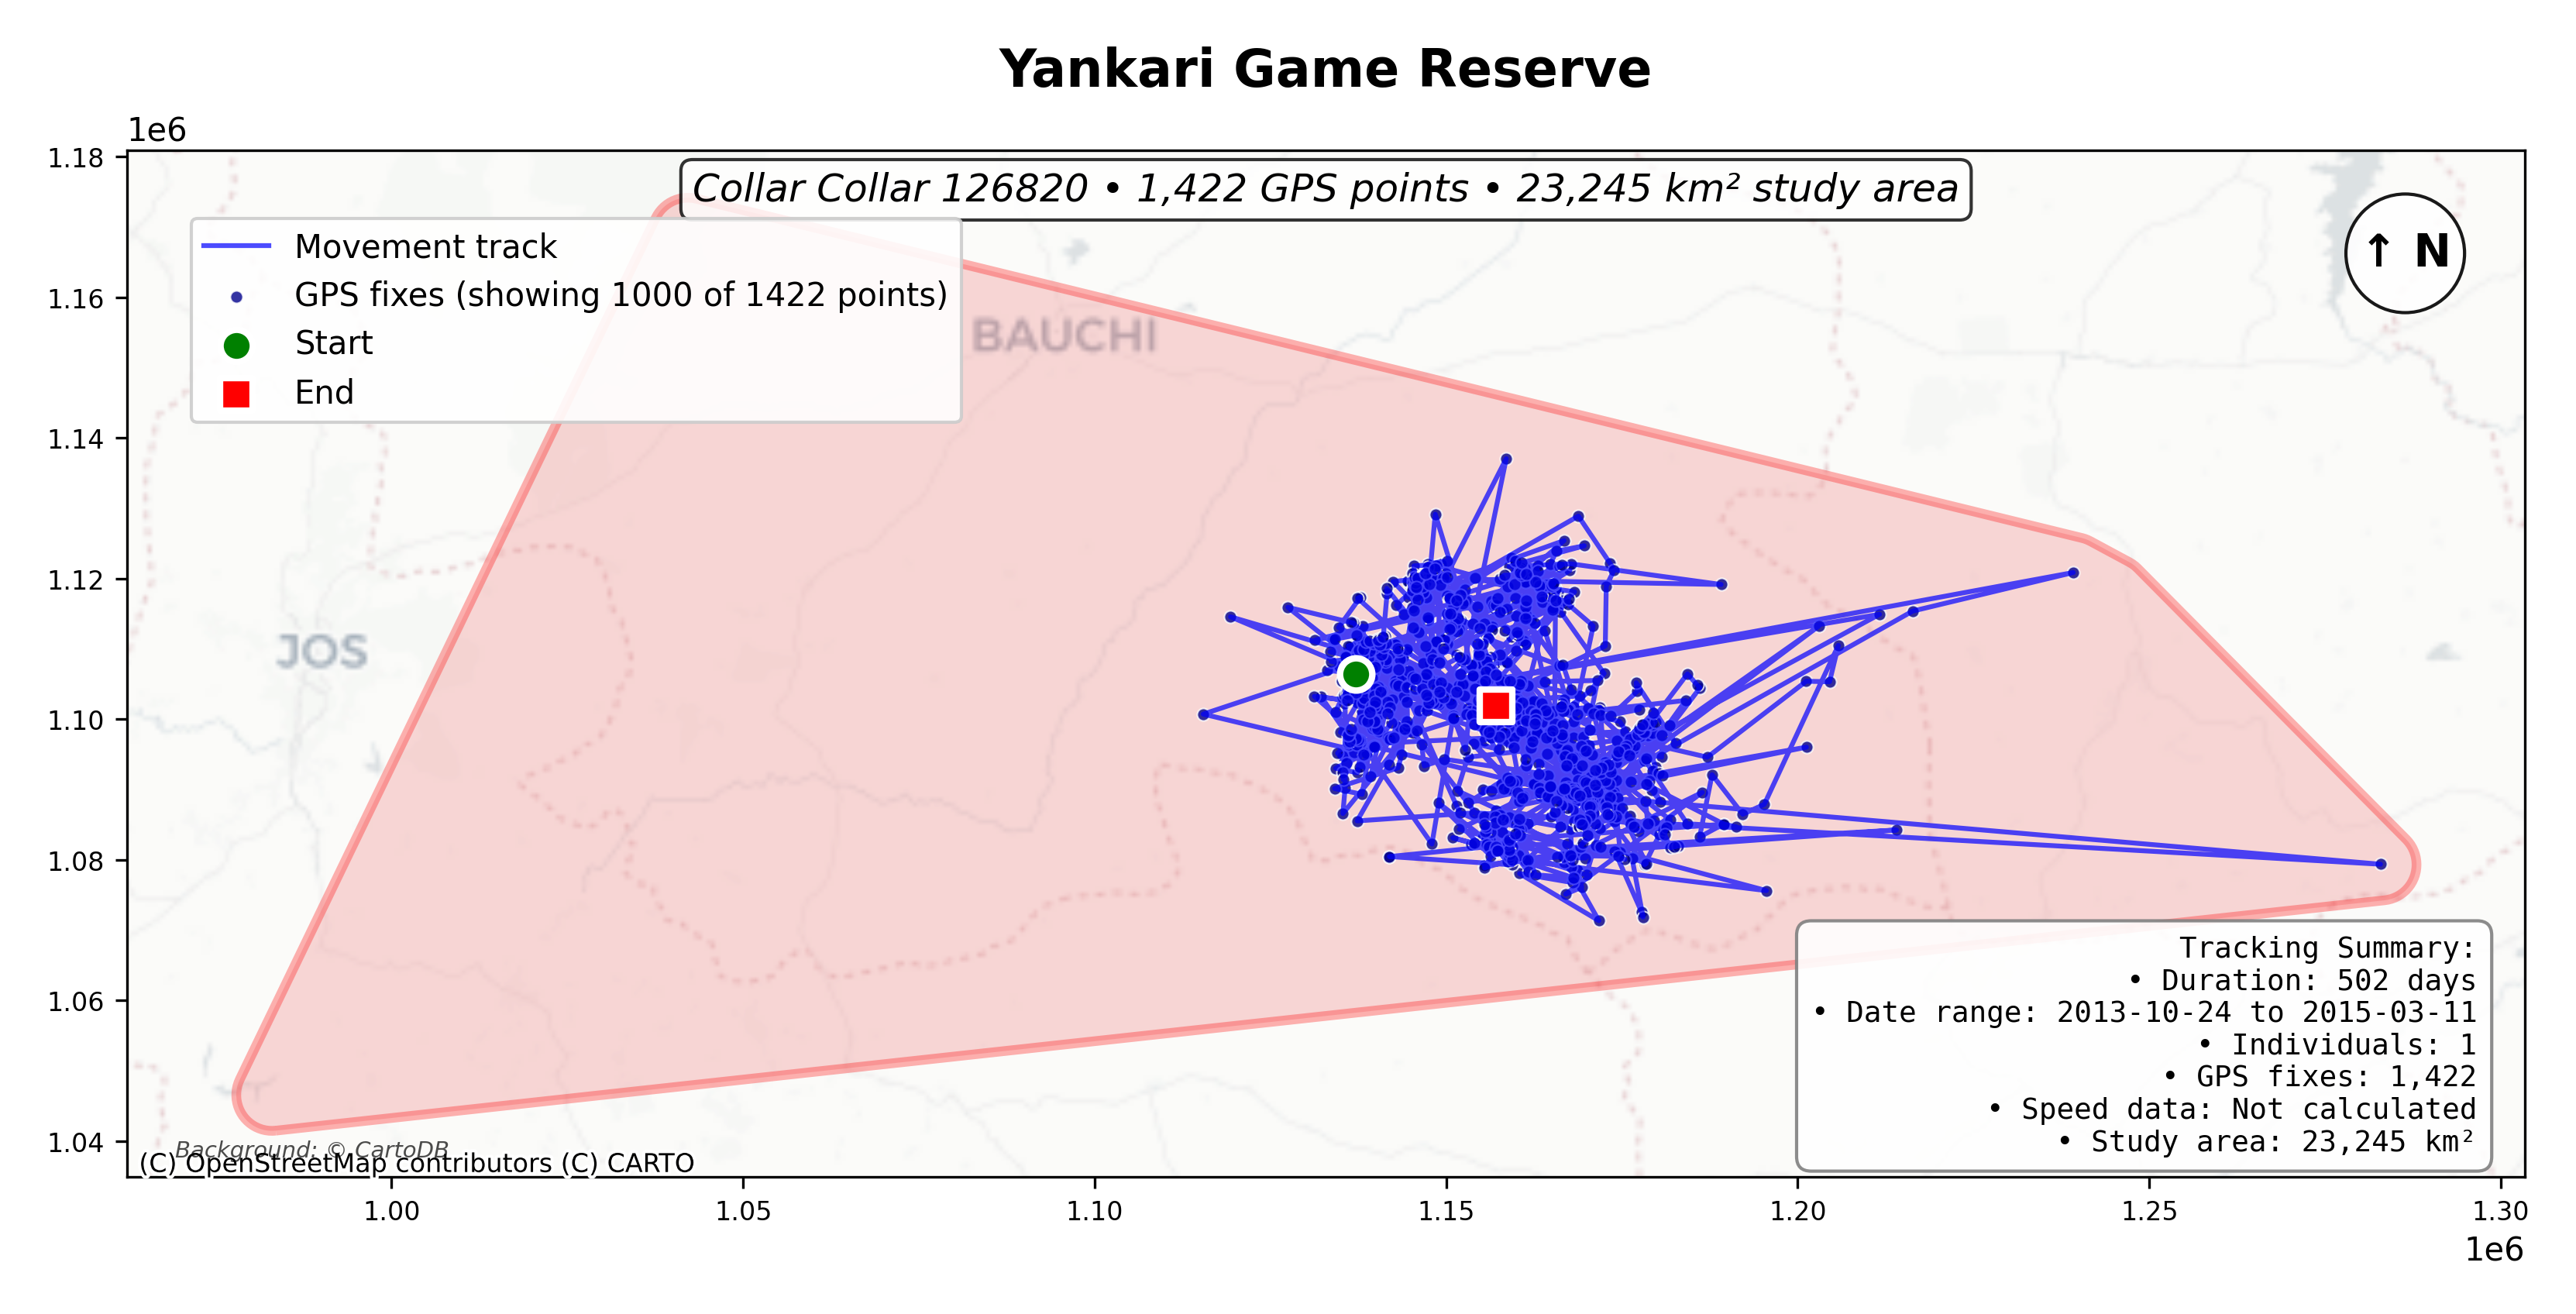 Yankari Game Reserve
1e6
Collar Collar 126820 • 1,422 GPS points • 23,245 km² study area
Movement track
GPS fixes (showing 1000 of 1422 points)
Start
End
↑ N
BAUCHI
JOS
1.18
1.16
1.14
1.12
1.10
1.08
1.06
1.04
Tracking Summary:
• Duration: 502 days
• Date range: 2013-10-24 to 2015-03-11
• Individuals: 1
• GPS fixes: 1,422
• Speed data: Not calculated
• Study area: 23,245 km²
Background: © CartoDB
(C) OpenStreetMap contributors (C) CARTO
1.00 1.05 1.10 1.15 1.20 1.25 1.30
1e6